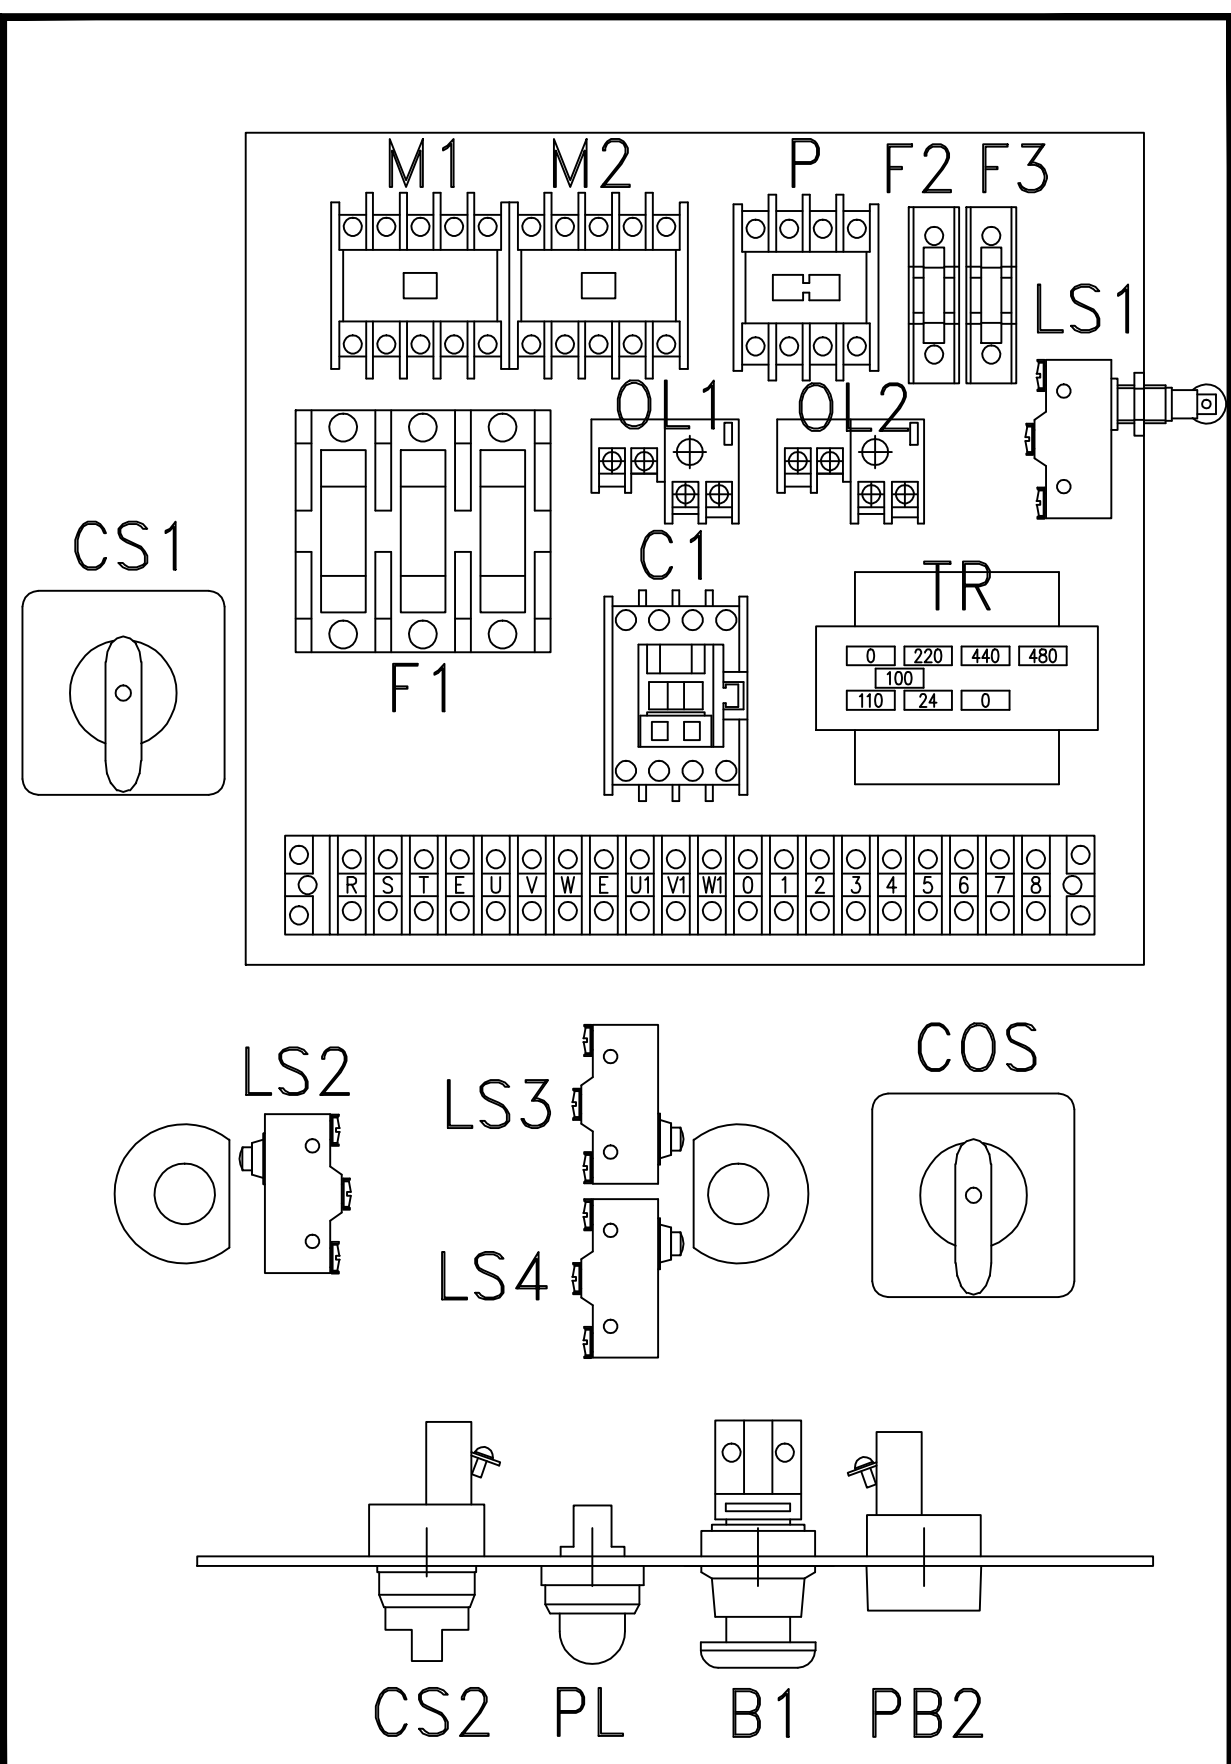 M1 M2 P F2 F3
LS1
OL1 OL2
CS1 C1
TR
0 220 440 480
100
110 24 0
F1
R S T E U V W E U1 V1 W1 0 1 2 3 4 5 6 7 8
LS2 LS3 COS
LS4
CS2 PL B1 PB2